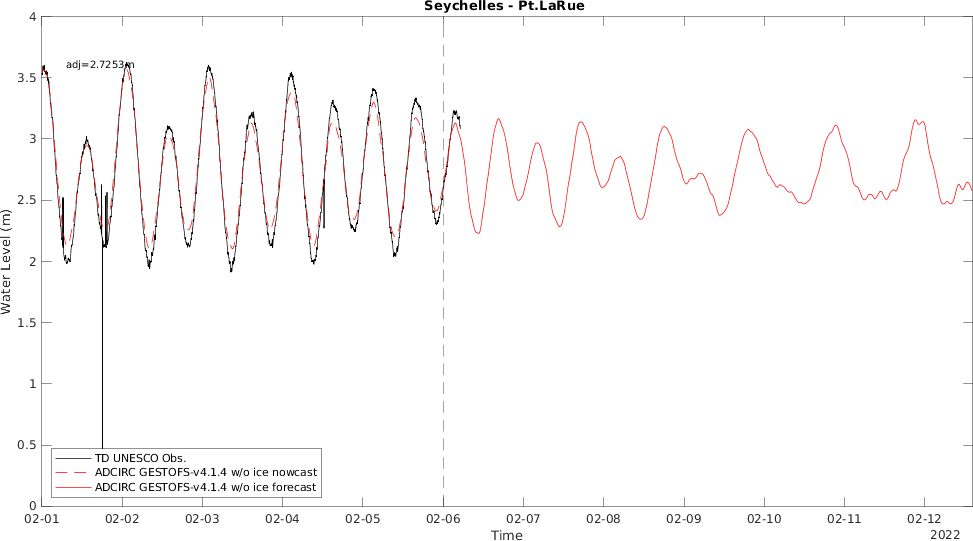 Seychelles - Pt.LaRue
adj=2.7253m
Water Level (m)
4
3.5
3
2.5
2
1.5
1
0.5
0
TD UNESCO Obs.
ADCIRC GESTOFS-v4.1.4 w/o ice nowcast
ADCIRC GESTOFS-v4.1.4 w/o ice forecast
02-01 02-02 02-03 02-04 02-05 02-06 02-07 02-08 02-09 02-10 02-11 02-12
Time
2022